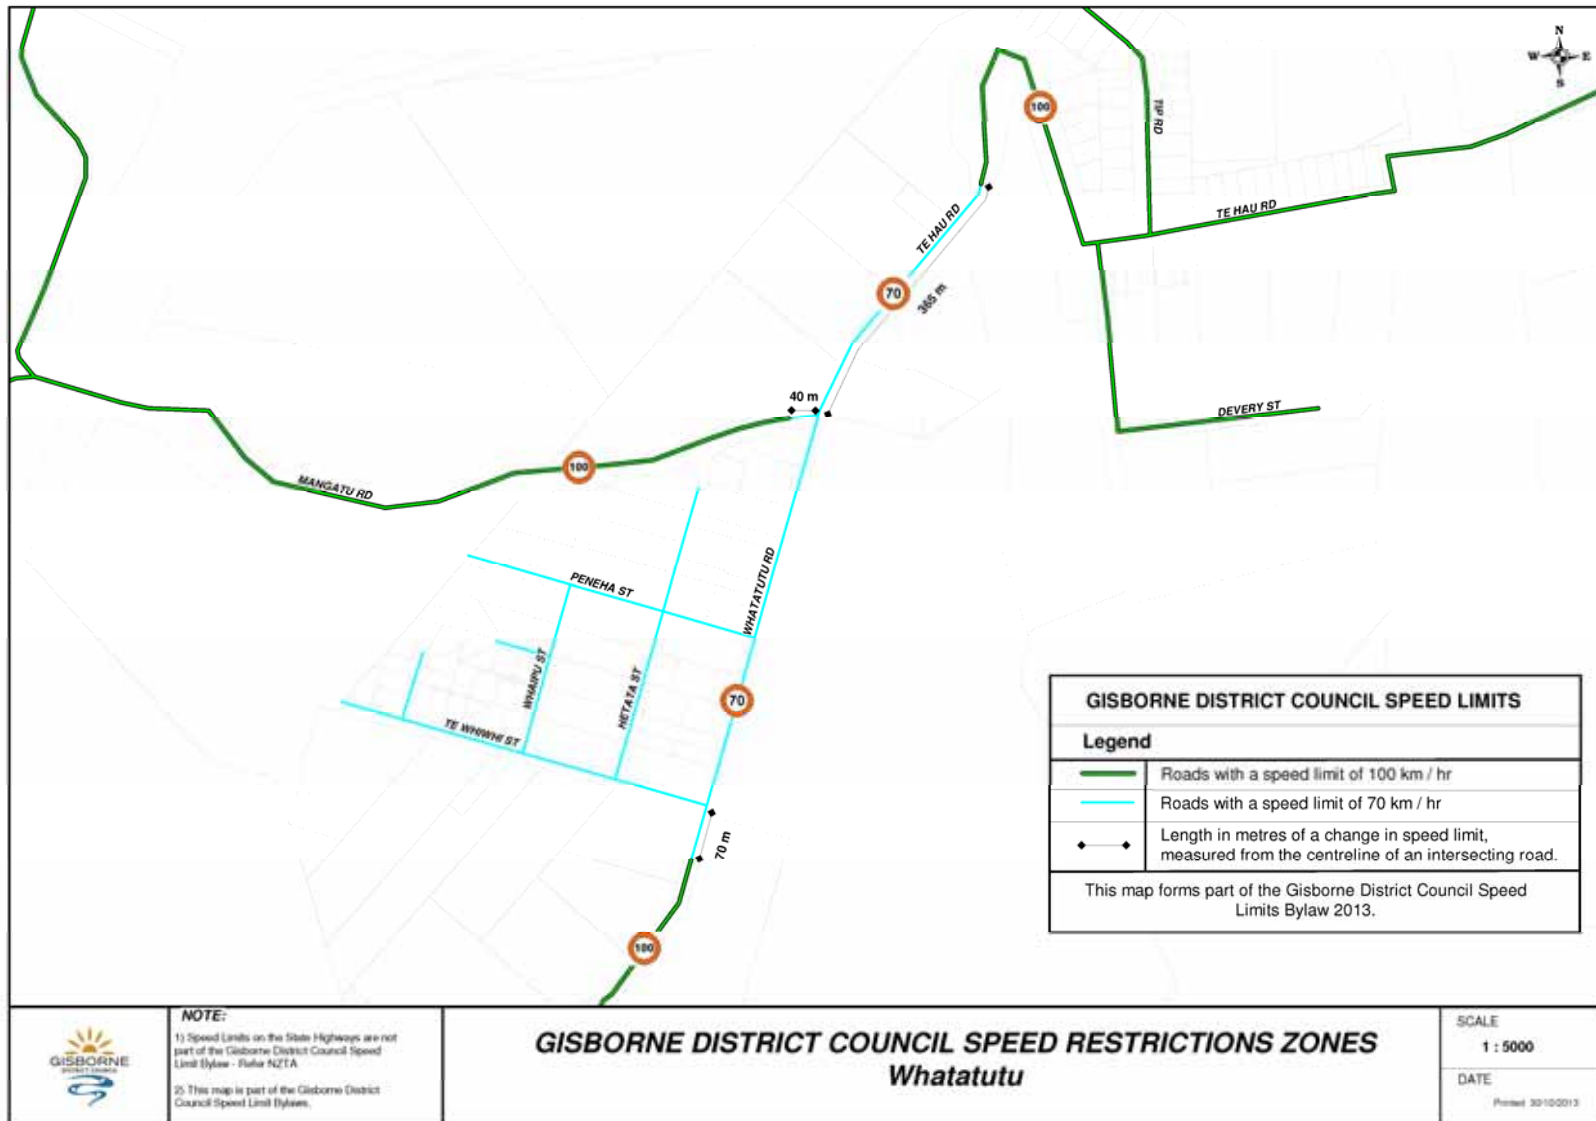 N
W E
S
100
TIP RD
TE HAU RD
TE HAU RD
70
365 m
40 m
DEVERY ST
100
MANGATU RD
PENEHA ST
WHATATUTU RD
WHAIPU ST
HETATA ST
70
TE WHIWHI ST
70 m
100
GISBORNE DISTRICT COUNCIL SPEED LIMITS
Legend
Roads with a speed limit of 100 km / hr
Roads with a speed limit of 70 km / hr
Length in metres of a change in speed limit,
measured from the centreline of an intersecting road.
This map forms part of the Gisborne District Council Speed
Limits Bylaw 2013.
GISBORNE
DISTRICT COUNCIL
NOTE:
1) Speed Limits on the State Highways are not
part of the Gisborne District Council Speed
Limit Bylaw - Refer NZTA
2) This map is part of the Gisborne District
Council Speed Limit Bylaws.
GISBORNE DISTRICT COUNCIL SPEED RESTRICTIONS ZONES
Whatatutu
SCALE
1 : 5000
DATE
Printed 30/10/2013